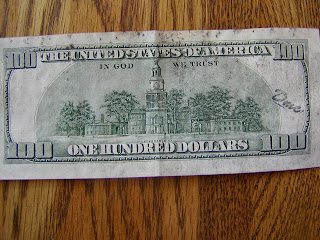 100 THE UNITED STATES OF AMERICA 100
IN GOD WE TRUST
100 ONE HUNDRED DOLLARS 100